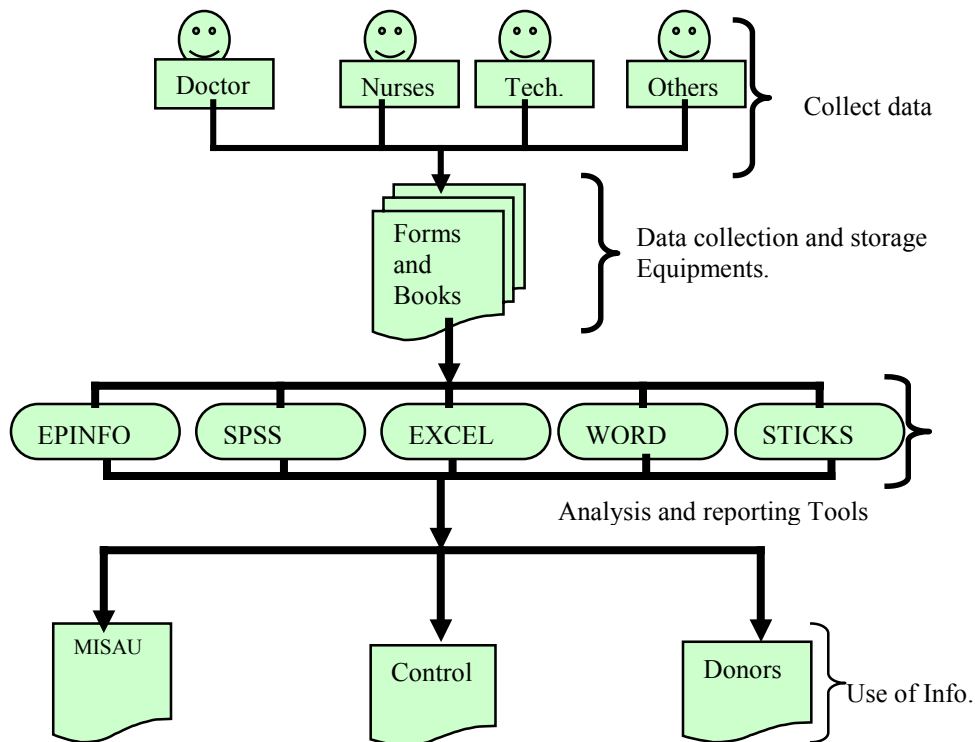 Doctor
Nurses
Tech.
Others
Collect data
Forms
and
Books
Data collection and storage
Equipments.
EPINFO
SPSS
EXCEL
WORD
STICKS
Analysis and reporting Tools
MISAU
Control
Donors
Use of Info.